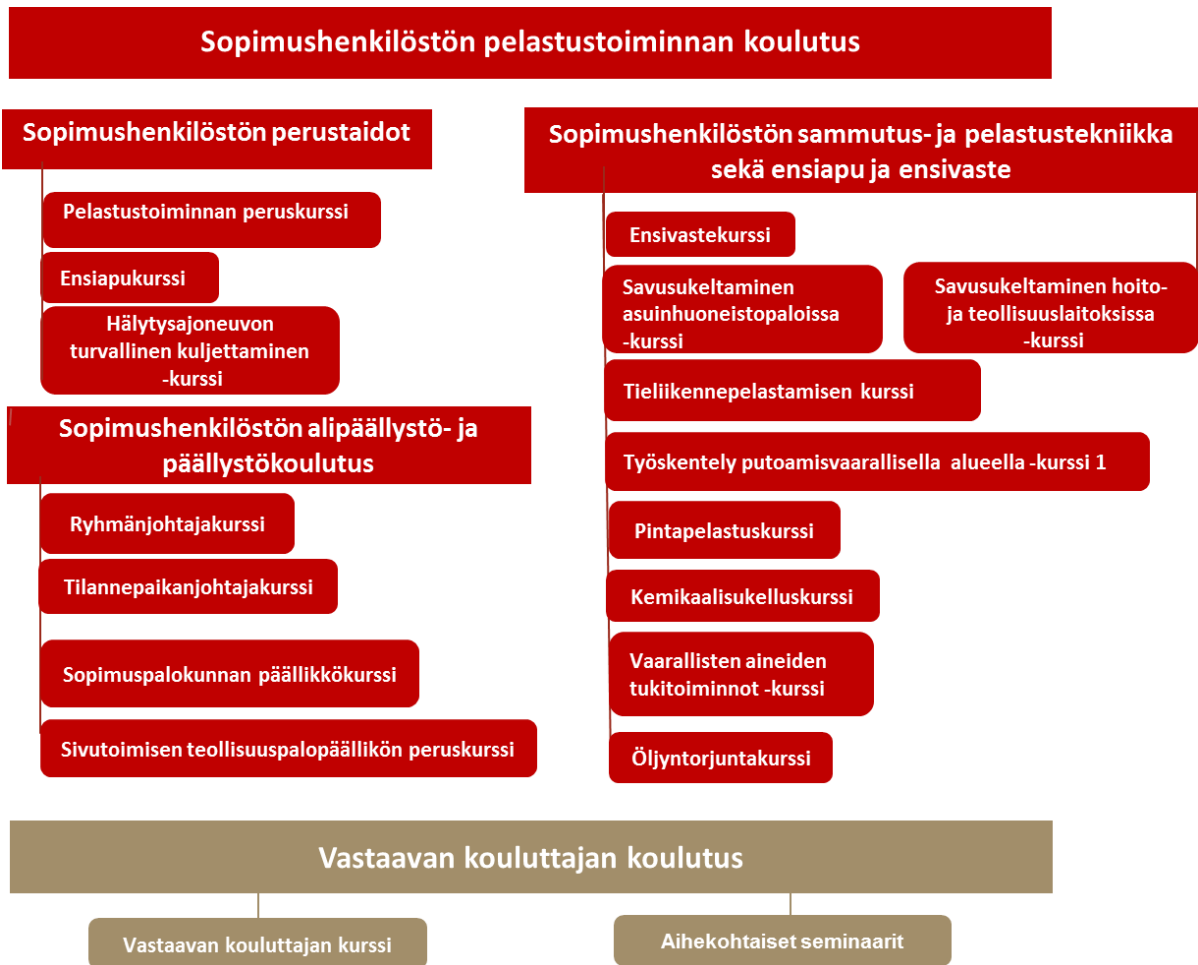 Sopimushenkilöstön pelastustoiminnan koulutus
Sopimushenkilöstön perustaidot
Pelastustoiminnan peruskurssi
Ensiapukurssi
Hälytysajoneuvon
turvallinen kuljettaminen
-kurssi
Sopimushenkilöstön alipäällystö- ja
päällystökoulutus
Ryhmänjohtajakurssi
Tilannepaikanjohtajakurssi
Sopimuspalokunnan päällikkökurssi
Sivutoimisen teollisuuspalopäällikön peruskurssi
Sopimushenkilöstön sammutus- ja pelastustekniikka
sekä ensiapu ja ensivaste
Ensivastekurssi
Savusukeltaminen
asuinhuoneistopaloissa
-kurssi
Savusukeltaminen hoito-
ja teollisuuslaitoksissa
-kurssi
Tieliikennepelastamisen kurssi
Työskentely putoamisvaarallisella alueella -kurssi 1
Pintapelastuskurssi
Kemikaalisukelluskurssi
Vaarallisten aineiden
tukitoiminnot -kurssi
Öljyntorjuntakurssi
Vastaavan kouluttajan koulutus
Vastaavan kouluttajan kurssi
Aihekohtaiset seminaarit